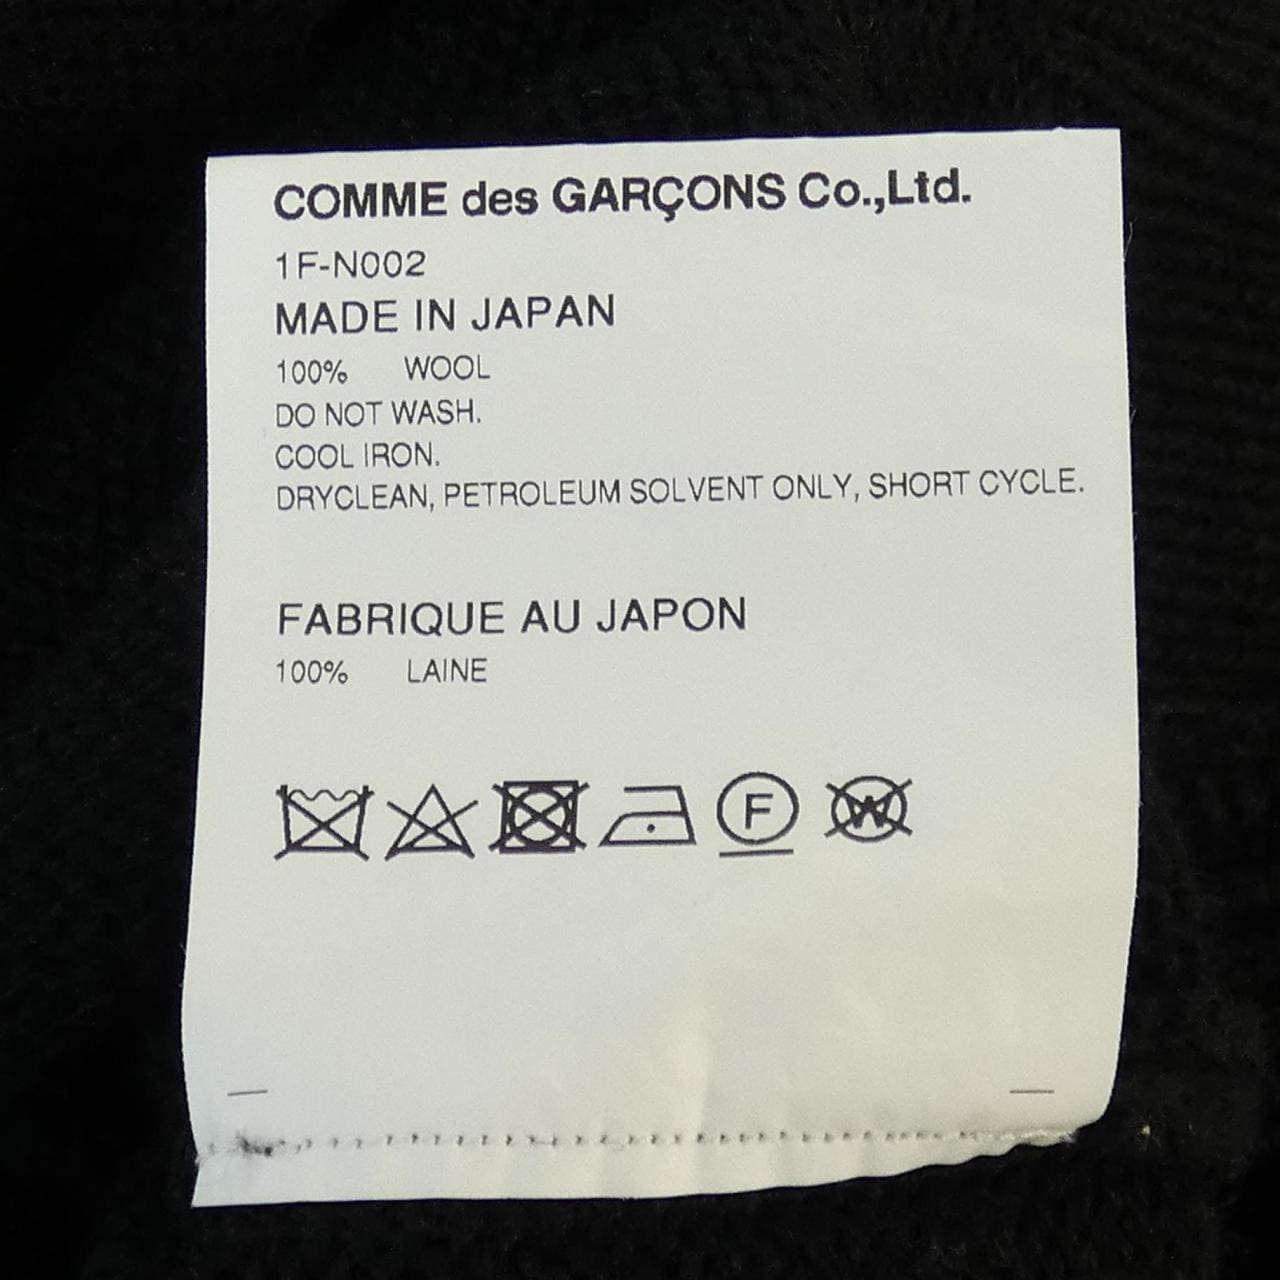 COMME des GARÇONS Co.,Ltd.
1F-N002
MADE IN JAPAN
100% WOOL
DO NOT WASH.
COOL IRON.
DRYCLEAN, PETROLEUM SOLVENT ONLY, SHORT CYCLE.
FABRIQUE AU JAPON
100% LAINE
F W